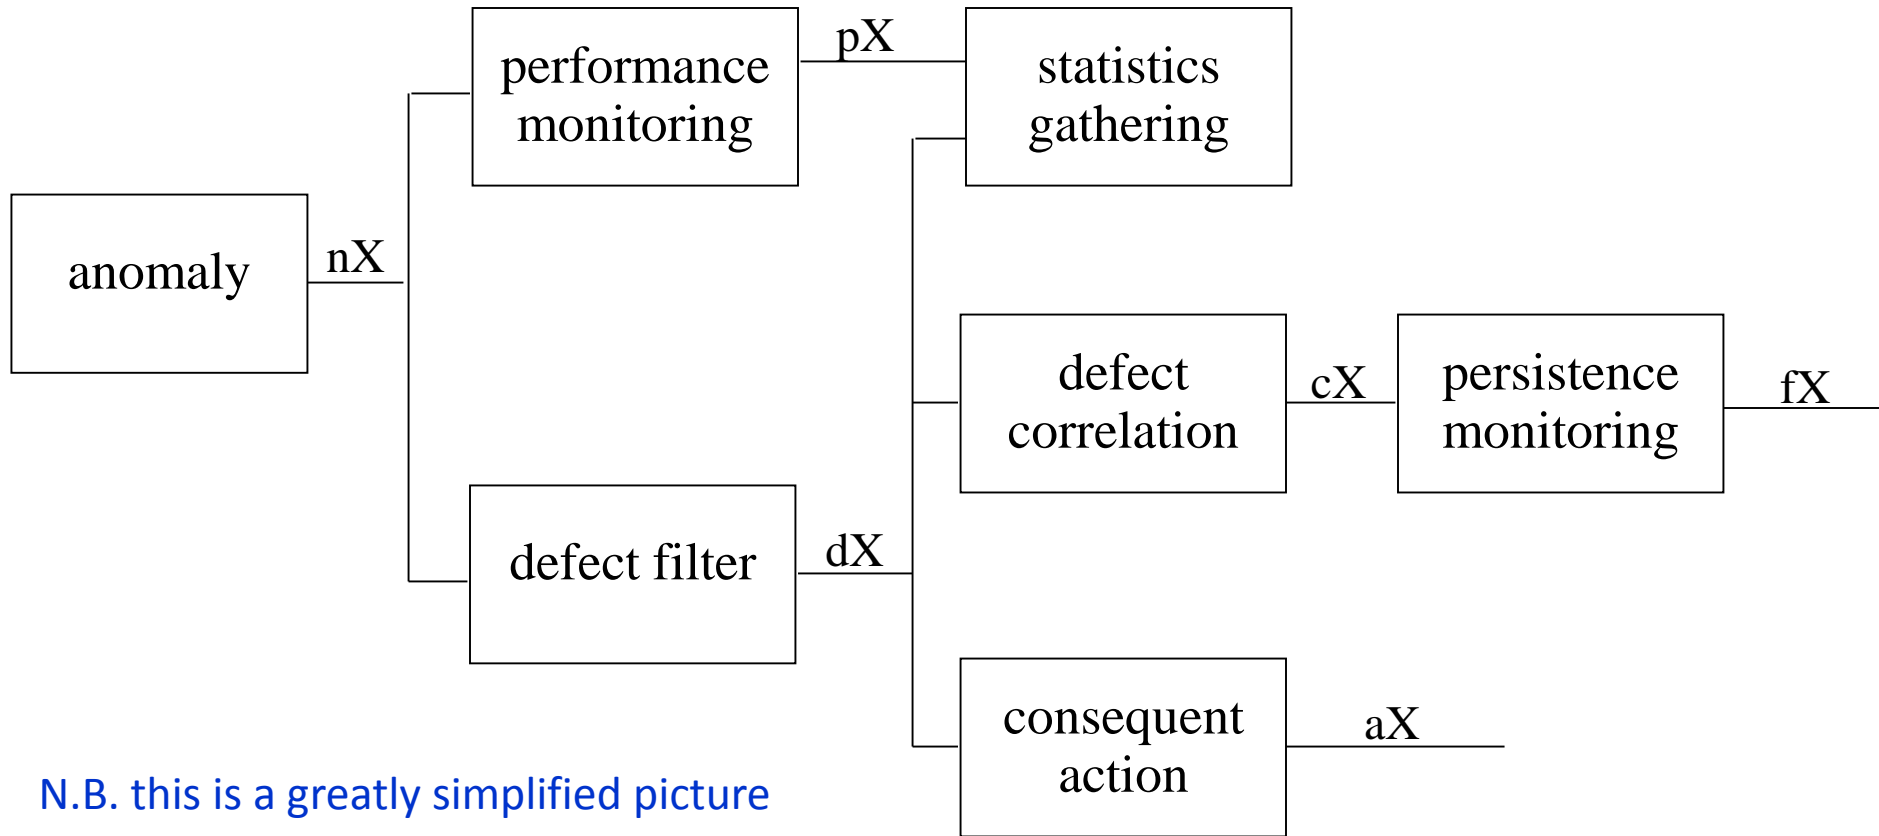 performance
monitoring
pX
statistics
gathering
anomaly
nX
defect
correlation
cX
persistence
monitoring
fX
defect filter
dX
consequent
action
aX
N.B. this is a greatly simplified picture